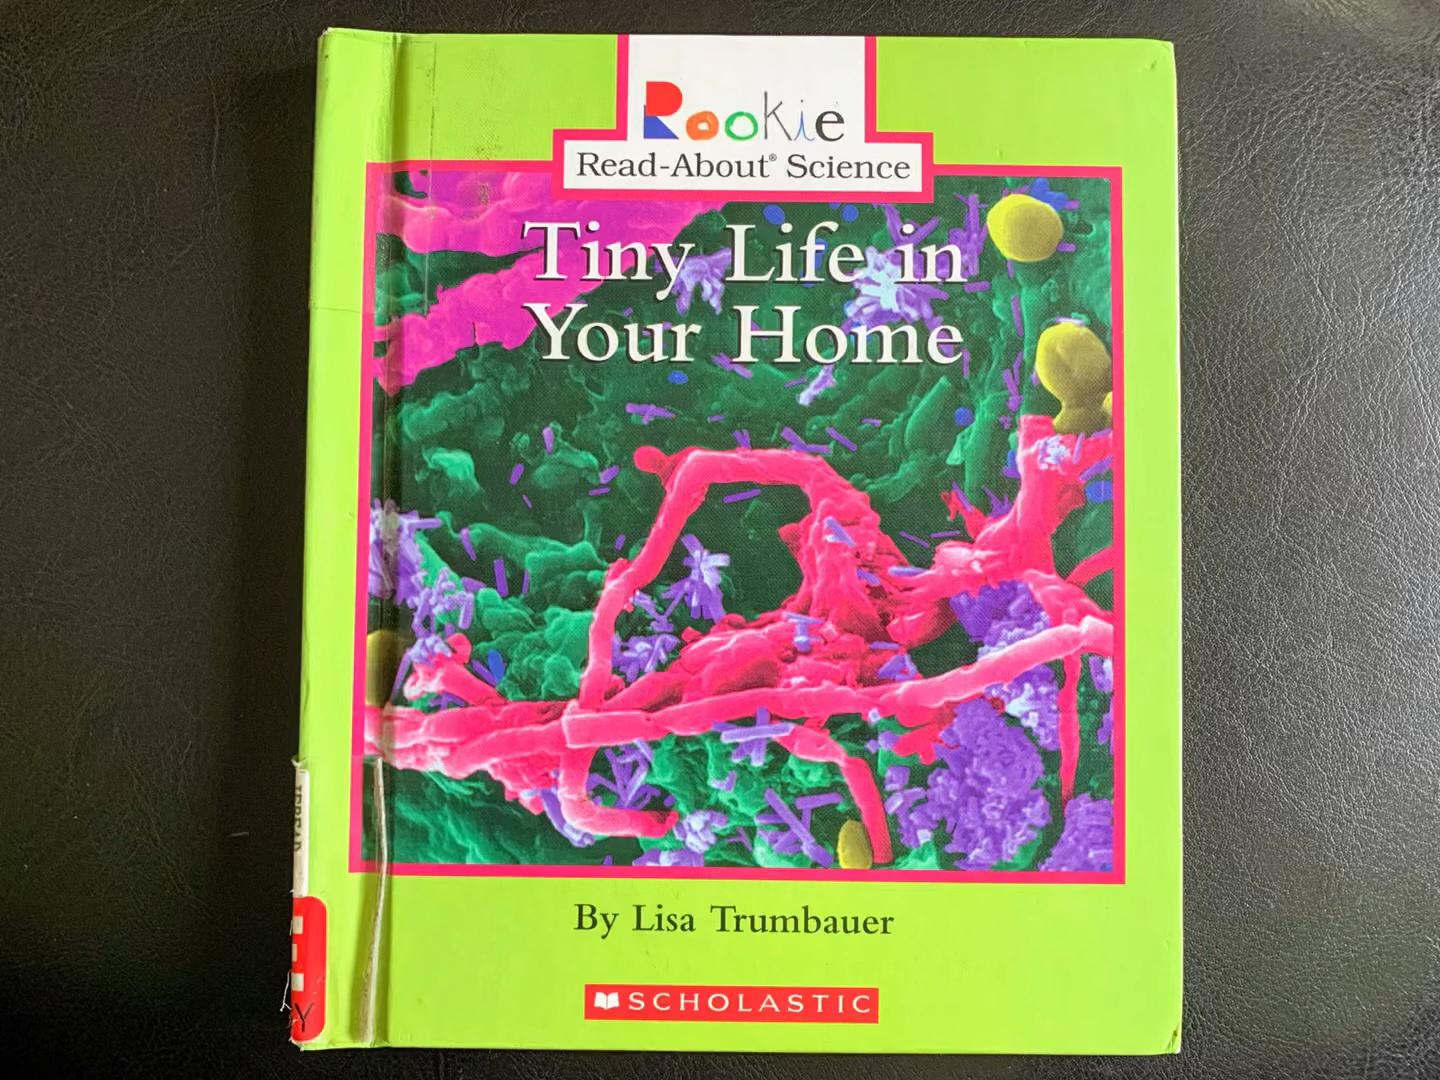 Rookie
Read-About® Science
Tiny Life in
Your Home
By Lisa Trumbauer
SCHOLASTIC
Y